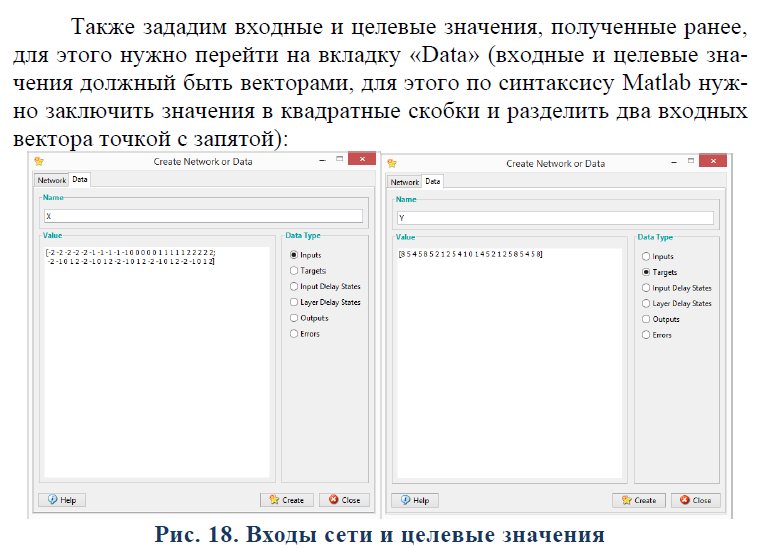 Также зададим входные и целевые значения, полученные ранее,
для этого нужно перейти на вкладку «Data» (входные и целевые зна-
чения должный быть векторами, для этого по синтаксису Matlab нуж-
но заключить значения в квадратные скобки и разделить два входных
вектора точкой с запятой):
Create Network or Data
Network Data
Name
X
Value
[-2 -2 -2 -2 -2 -1 -1 -1 -1 -1 0 0 0 0 0 1 1 1 1 1 2 2 2 2 2;
-2 -1 0 1 2 -2 -1 0 1 2 -2 -1 0 1 2 -2 -1 0 1 2 -2 -1 0 1 2]
Data Type
Inputs
Targets
Input Delay States
Layer Delay States
Outputs
Errors
Help
Create
Close
Create Network or Data
Network Data
Name
Y
Value
[8 5 4 5 8 5 2 1 2 5 4 1 0 1 4 5 2 1 2 5 8 5 4 5 8]
Data Type
Inputs
Targets
Input Delay States
Layer Delay States
Outputs
Errors
Help
Create
Close
Рис. 18. Входы сети и целевые значения